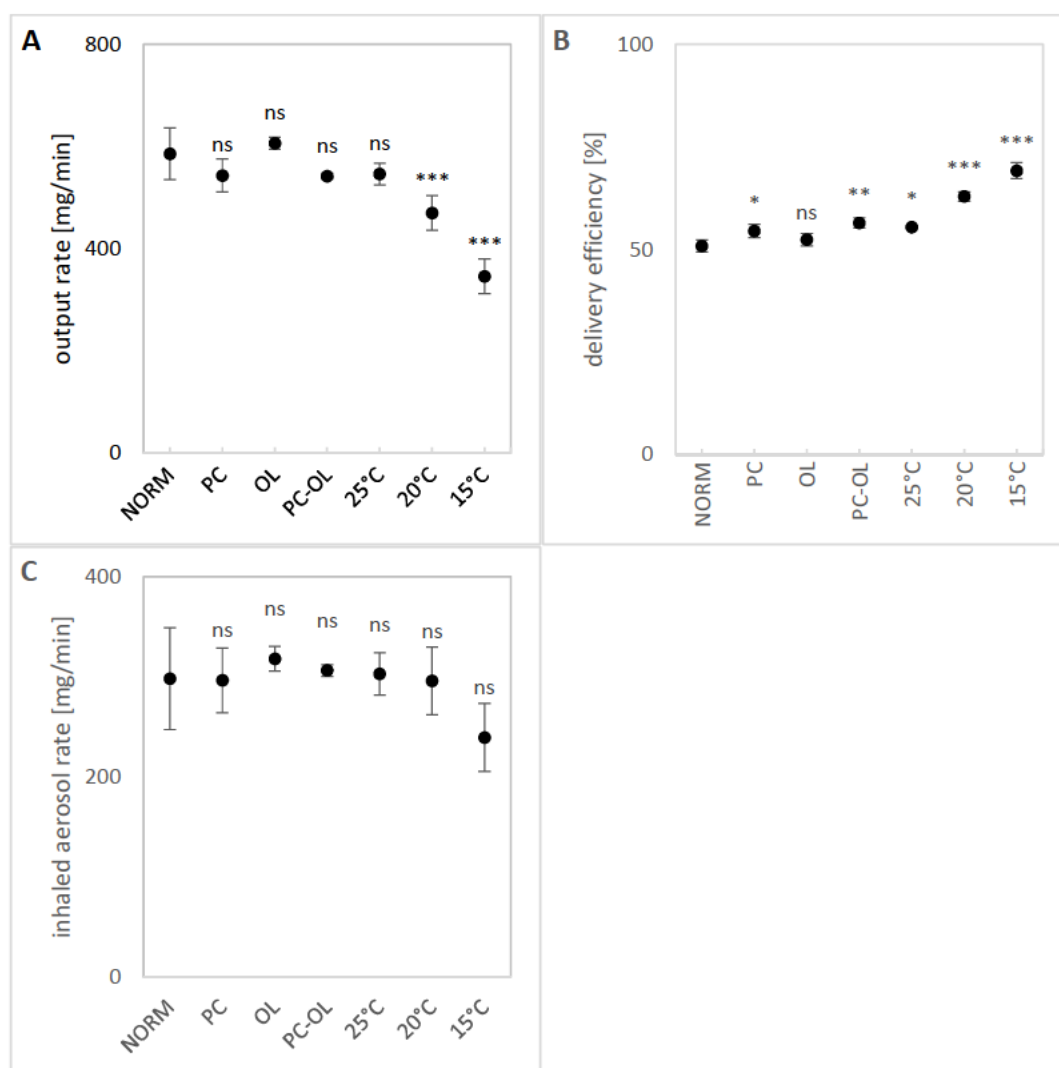 A
800
400
0
output rate [mg/min]
ns
ns
ns
ns
***
***
NORM
PC
OL
PC-OL
25°C
20°C
15°C
B
100
50
0
delivery efficiency [%]
*
ns
**
*
***
***
NORM
PC
OL
PC-OL
25°C
20°C
15°C
C
400
200
0
inhaled aerosol rate [mg/min]
ns
ns
ns
ns
ns
ns
NORM
PC
OL
PC-OL
25°C
20°C
15°C